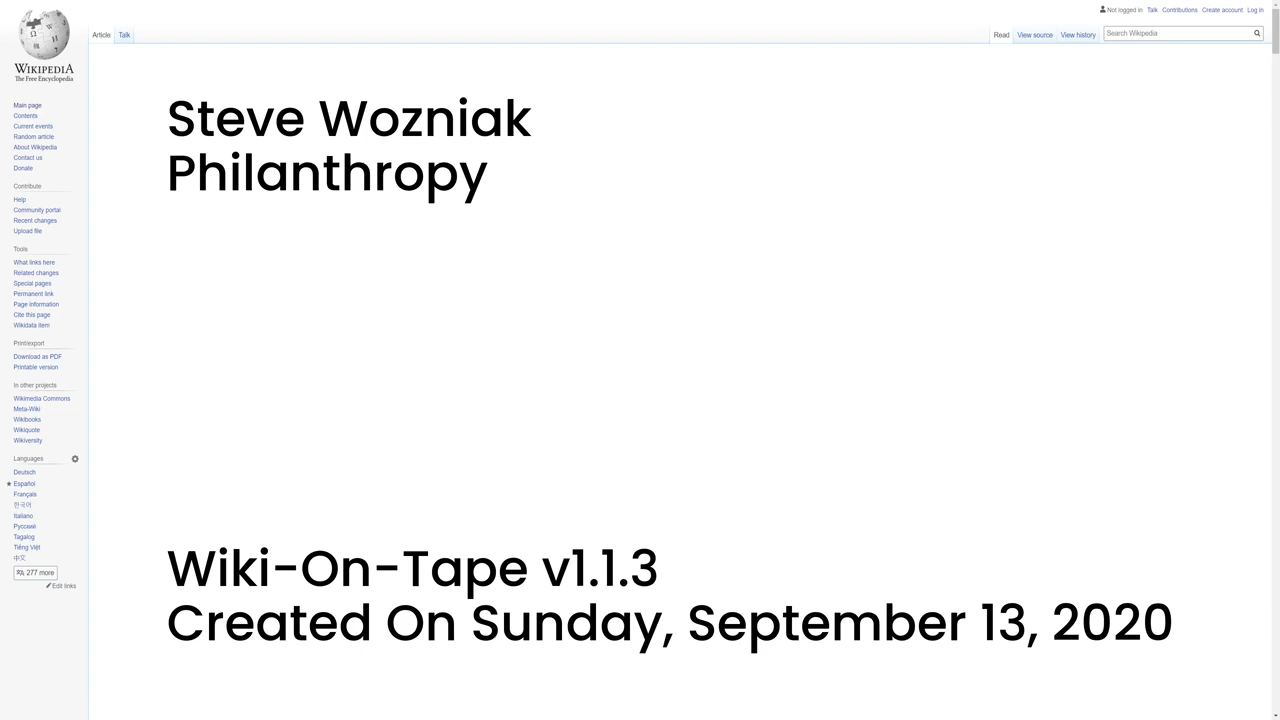 Not logged in Talk Contributions Create account Log in
Article Talk Read View source View history Search Wikipedia
WIKIPEDIA
The Free Encyclopedia
Main page
Contents
Current events
Random article
About Wikipedia
Contact us
Donate
Contribute
Help
Community portal
Recent changes
Upload file
Tools
What links here
Related changes
Special pages
Permanent link
Page information
Cite this page
Wikidata item
Print/export
Download as PDF
Printable version
In other projects
Wikimedia Commons
Meta-Wiki
Wikibooks
Wikiquote
Wikiversity
Languages
Deutsch
Español
Français
한국어
Italiano
Русский
Tagalog
Tiếng Việt
中文
277 more
Edit links
Steve Wozniak
Philanthropy
Wiki-On-Tape v1.1.3
Created On Sunday, September 13, 2020